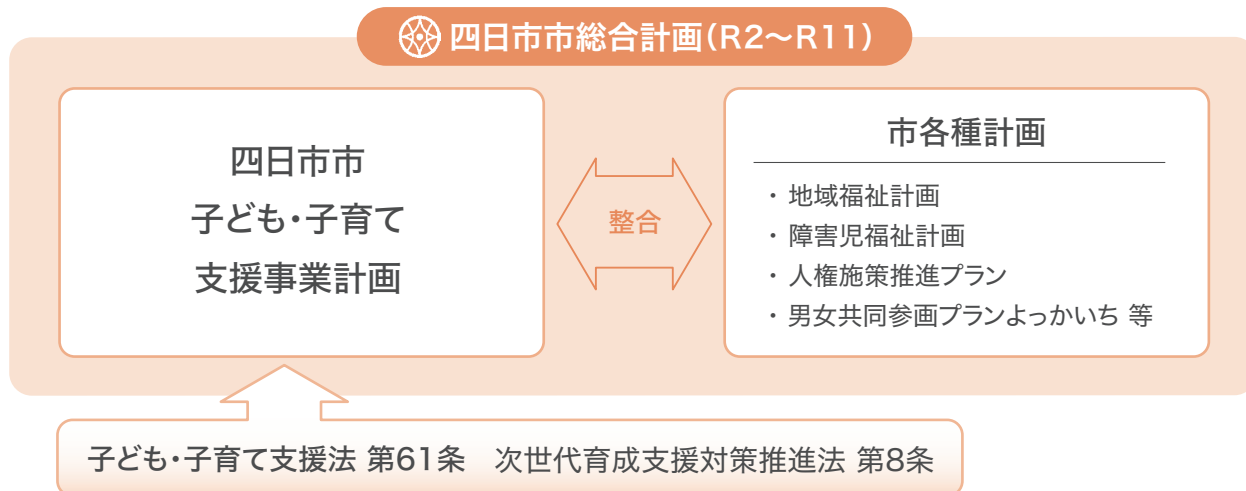 四日市市総合計画（R2～R11）
四日市市
子ども・子育て
支援事業計画
整合
市各種計画
・ 地域福祉計画
・ 障害児福祉計画
・ 人権施策推進プラン
・ 男女共同参画プランよっかいち 等
子ども・子育て支援法 第61条　次世代育成支援対策推進法 第8条